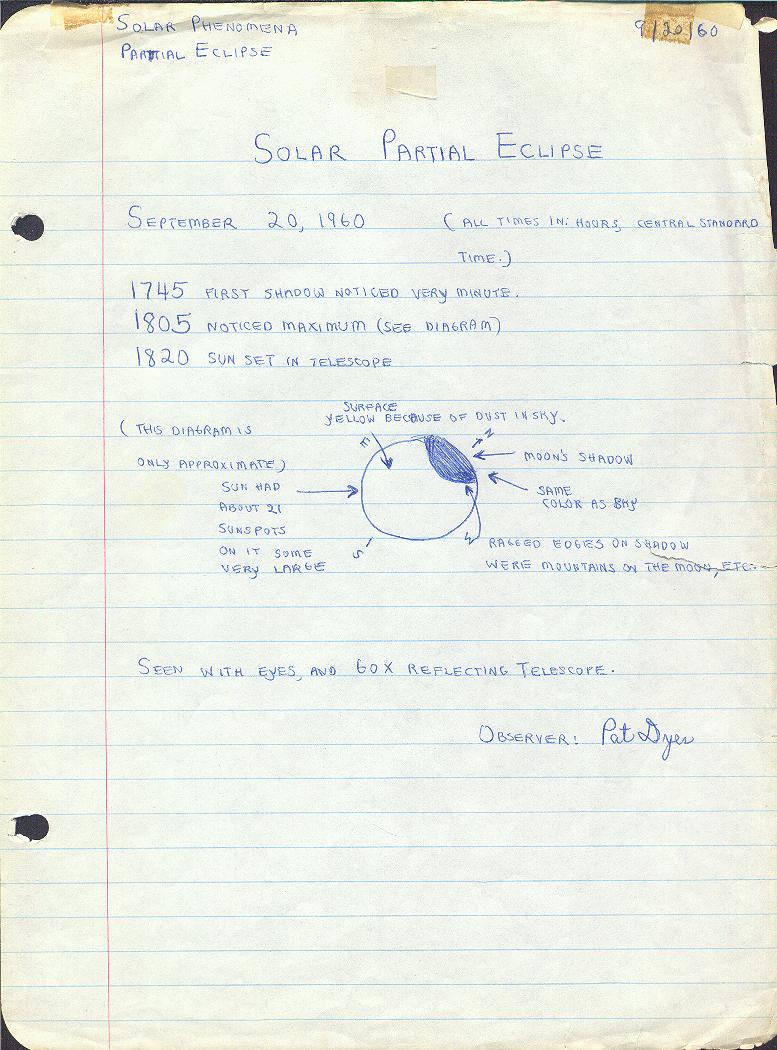 SOLAR PHENOMENA
9/20/60
PARTIAL ECLIPSE
SOLAR PARTIAL ECLIPSE
SEPTEMBER 20, 1960 (ALL TIMES IN: HOURS, CENTRAL STANDARD
TIME.)
1745 FIRST SHADOW NOTICED VERY MINUTE.
1805 NOTICED MAXIMUM (SEE DIAGRAM)
1820 SUN SET IN TELESCOPE
(THIS DIAGRAM IS
ONLY APPROXIMATE)
SURFACE
YELLOW BECAUSE OF DUST IN SKY.
E
N
MOON'S SHADOW
SUN HAD
ABOUT 21
SUNSPOTS
ON IT SOME
VERY LARGE
SAME
COLOR AS SKY
S
W
RAGGED EDGES ON SHADOW
WERE MOUNTAINS ON THE MOON, ETC.
SEEN WITH EYES, AND 60X REFLECTING TELESCOPE.
OBSERVER: Pat Dyer